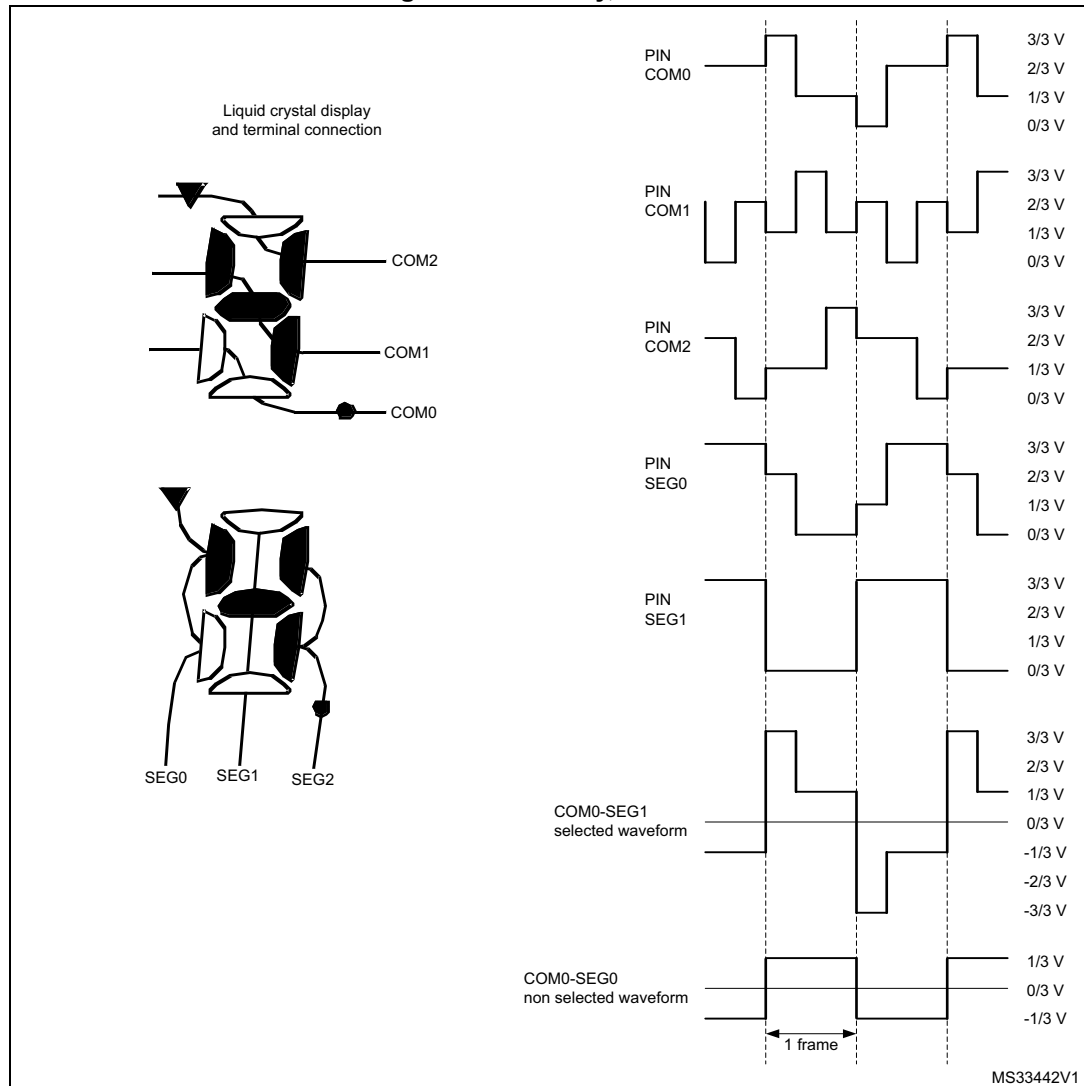 Liquid crystal display
and terminal connection
COM2
COM1
COM0
SEG0
SEG1
SEG2
PIN
COM0
3/3 V
2/3 V
1/3 V
0/3 V
PIN
COM1
3/3 V
2/3 V
1/3 V
0/3 V
PIN
COM2
3/3 V
2/3 V
1/3 V
0/3 V
PIN
SEG0
3/3 V
2/3 V
1/3 V
0/3 V
PIN
SEG1
3/3 V
2/3 V
1/3 V
0/3 V
COM0-SEG1
selected waveform
3/3 V
2/3 V
1/3 V
0/3 V
-1/3 V
-2/3 V
-3/3 V
COM0-SEG0
non selected waveform
1/3 V
0/3 V
-1/3 V
1 frame
MS33442V1